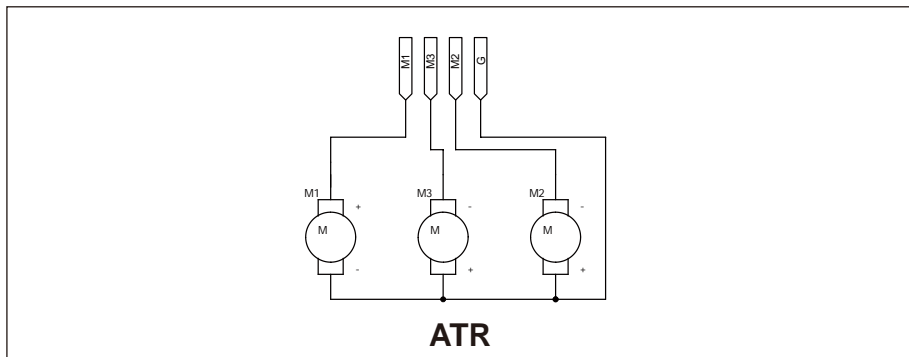 M1 M3 M2 G
M1 M3 M2
+ - -
M M M
- + +
ATR